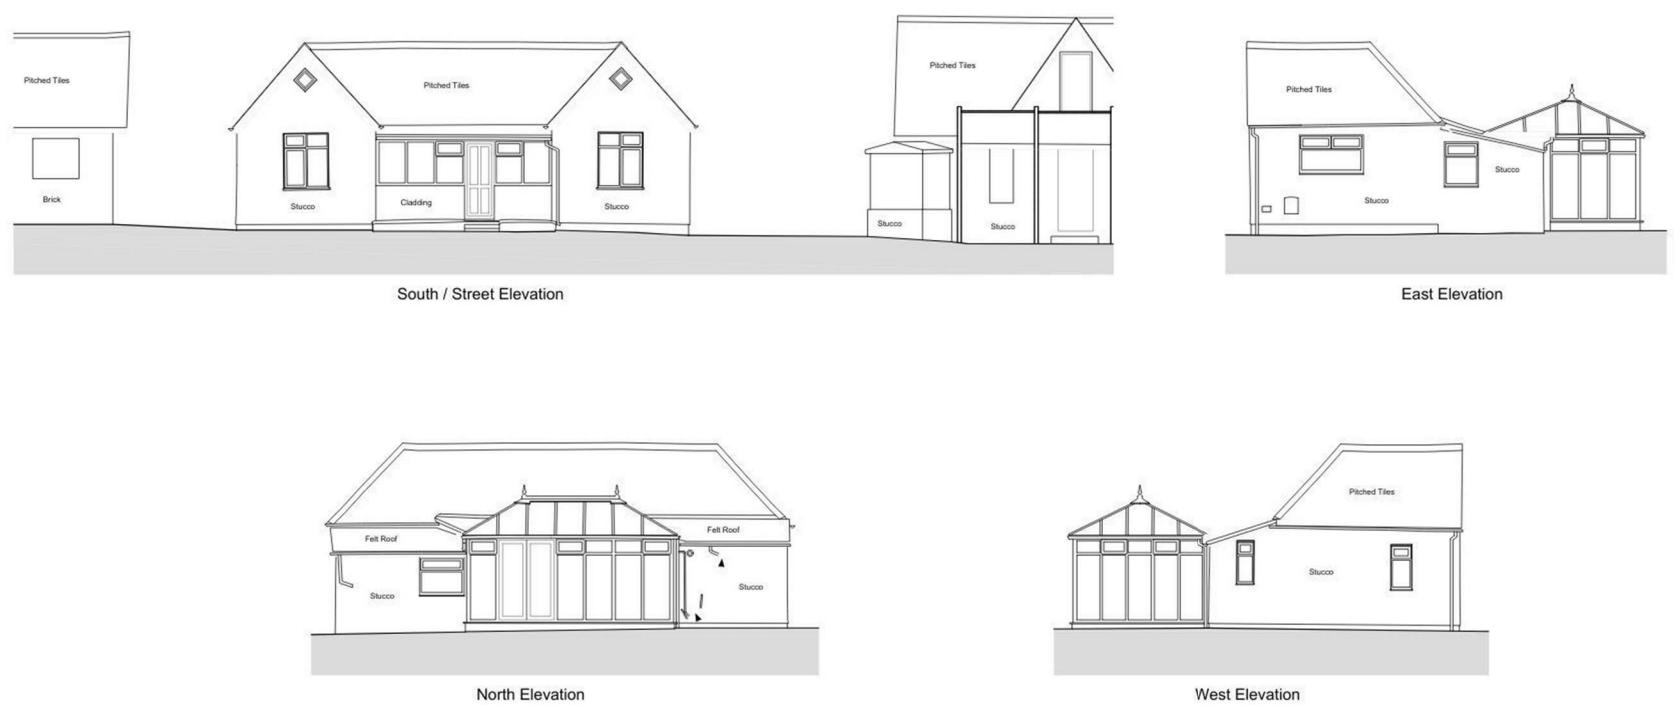 Pitched Tiles
Brick
Pitched Tiles
Stucco
Cladding
Stucco
Pitched Tiles
Stucco
Stucco
South / Street Elevation
Pitched Tiles
Stucco
Stucco
East Elevation
Felt Roof
Felt Roof
Stucco
Stucco
North Elevation
Pitched Tiles
Stucco
West Elevation